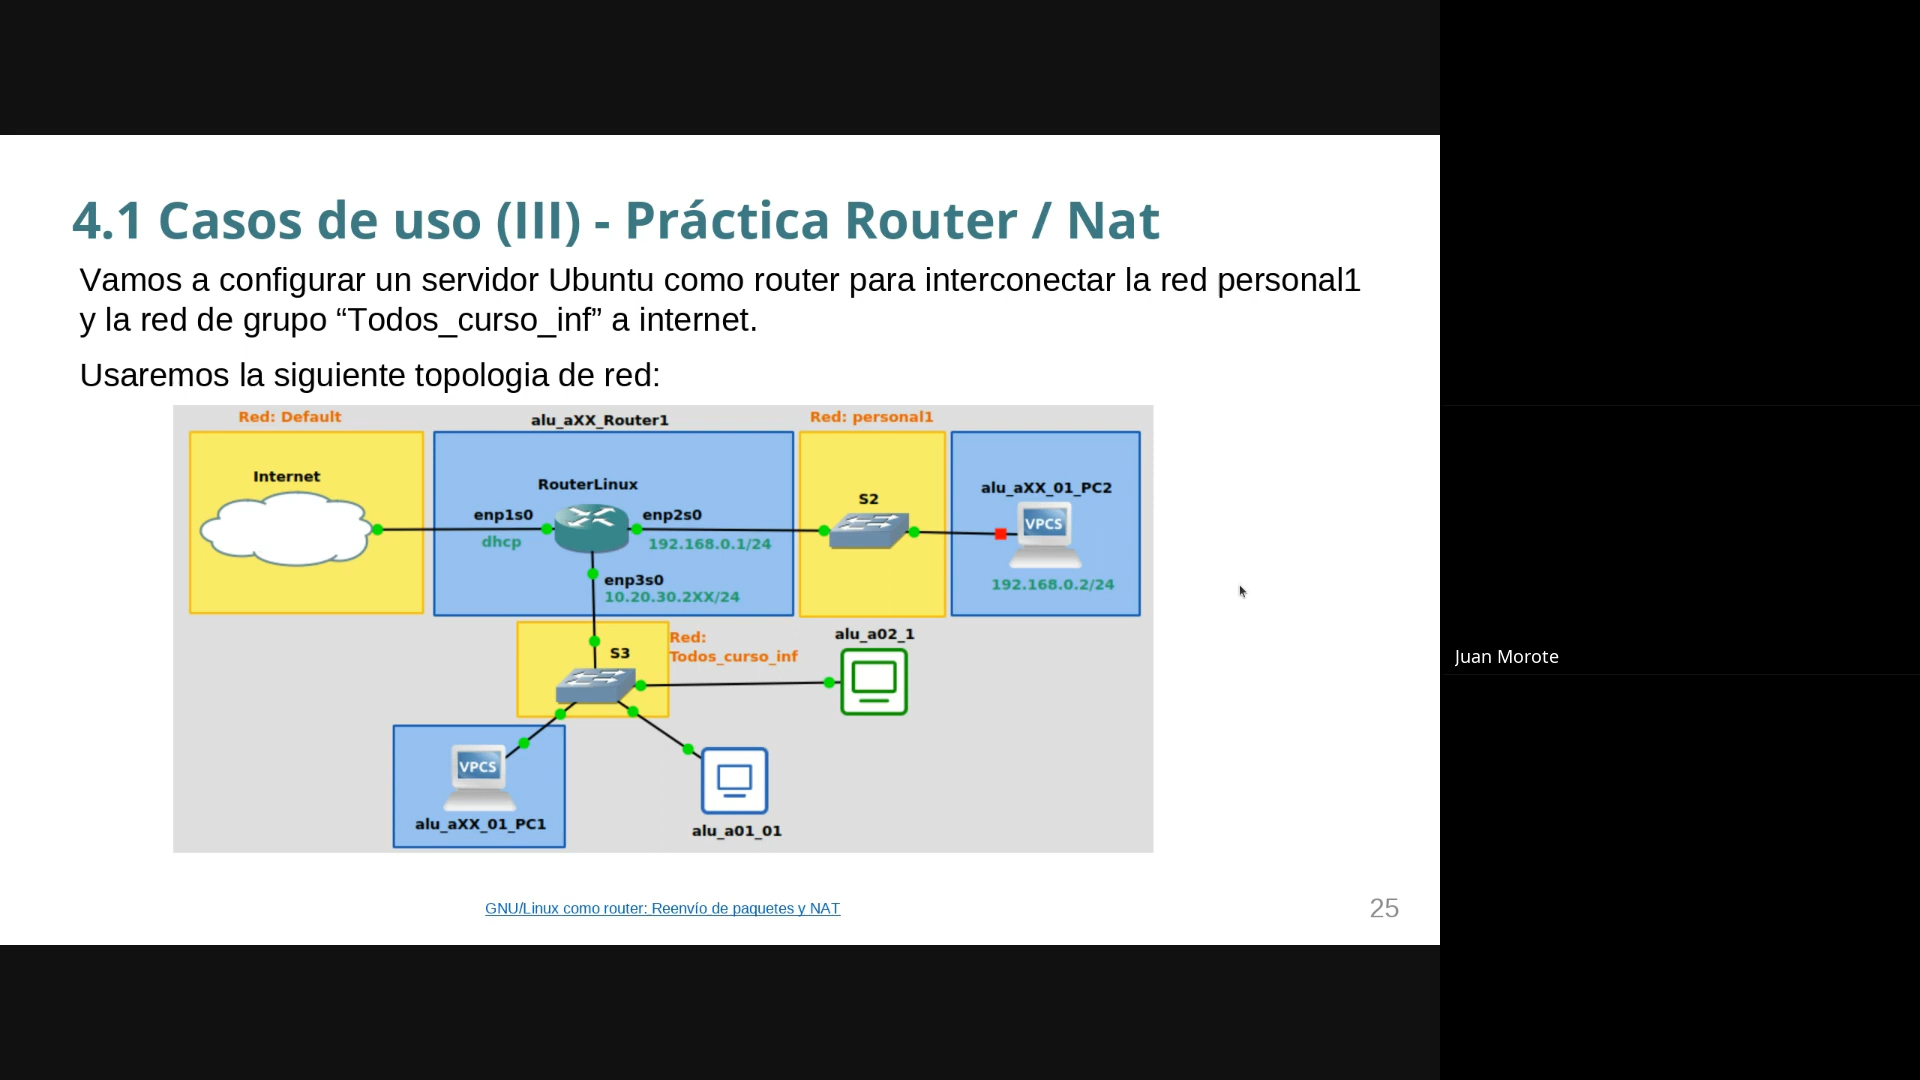 4.1 Casos de uso (III) - Práctica Router / Nat
Vamos a configurar un servidor Ubuntu como router para interconectar la red personal1
y la red de grupo “Todos_curso_inf” a internet.
Usaremos la siguiente topologia de red:
Red: Default
alu_aXX_Router1
Red: personal1
Internet
RouterLinux
S2
alu_aXX_01_PC2
enp1s0
enp2s0
VPCS
dhcp
192.168.0.1/24
enp3s0
10.20.30.2XX/24
192.168.0.2/24
S3
Red:
Todos_curso_inf
alu_a02_1
VPCS
alu_aXX_01_PC1
alu_a01_01
GNU/Linux como router: Reenvío de paquetes y NAT
25
Juan Morote